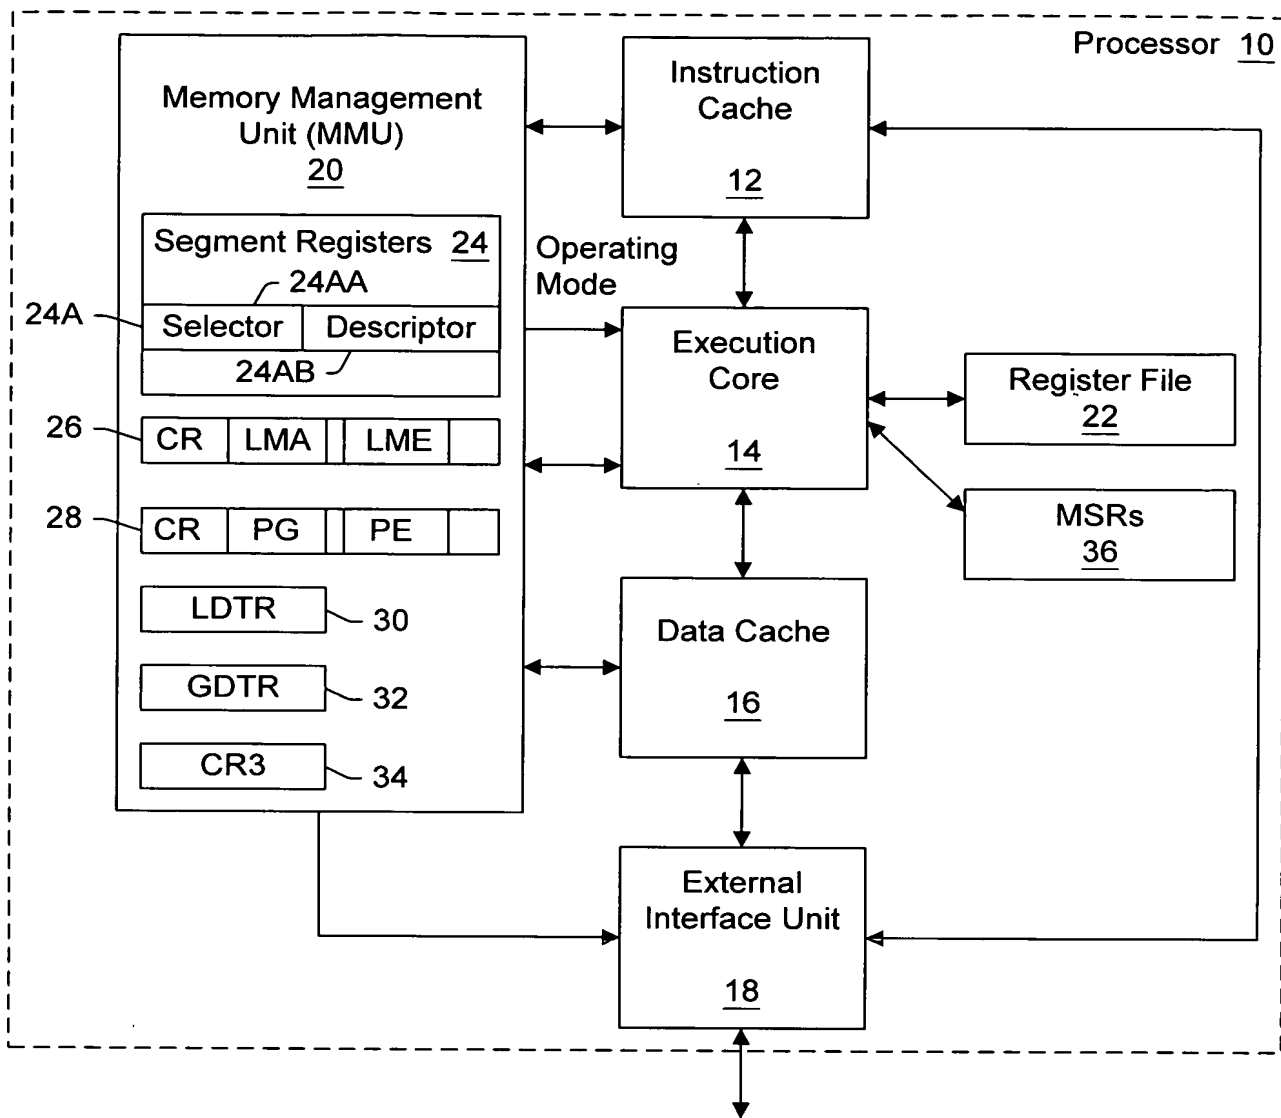 Processor 10
Memory Management
Unit (MMU)
20
Segment Registers 24
24AA
24A
Selector
Descriptor
24AB
26
CR
LMA
LME
28
CR
PG
PE
LDTR
30
GDTR
32
CR3
34
Operating
Mode
Instruction
Cache
12
Execution
Core
14
Register File
22
MSRs
36
Data Cache
16
External
Interface Unit
18